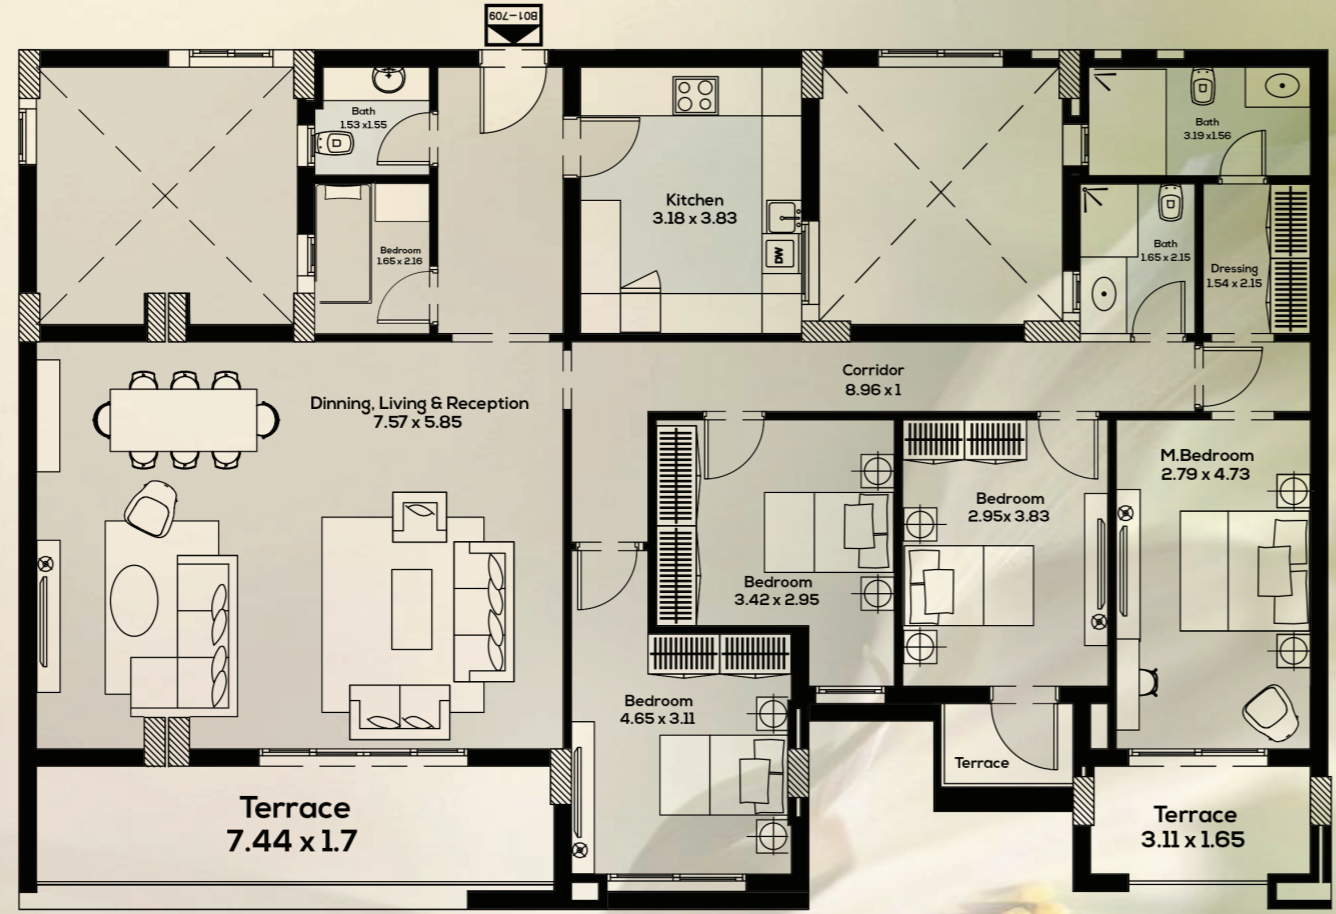 B01-709
Bath
1.53 x1.55
Bath
3.19 x1.56
Kitchen
3.18 x 3.83
DW
Bedroom
1.65 x 2.16
Bath
1.65 x 2.15
Dressing
1.54 x 2.15
Corridor
8.96 x 1
Dinning, Living & Reception
7.57 x 5.85
M.Bedroom
2.79 x 4.73
Bedroom
2.95x 3.83
Bedroom
3.42 x 2.95
Bedroom
4.65 x 3.11
Terrace
Terrace
7.44 x 1.7
Terrace
3.11 x 1.65